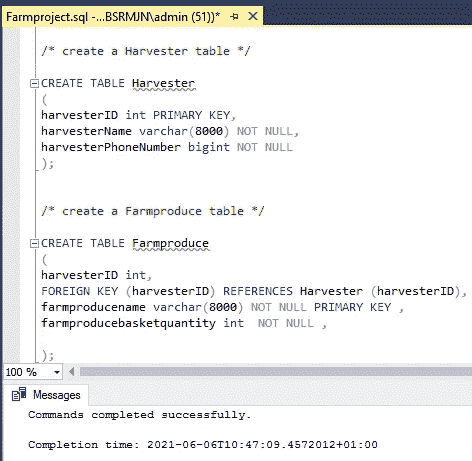 Farmproject.sql -...BSRMJN\admin (51))*
/* create a Harvester table */
CREATE TABLE Harvester
(
harvesterID int PRIMARY KEY,
harvesterName varchar(8000) NOT NULL,
harvesterPhoneNumber bigint NOT NULL
);
/* create a Farmproduce table */
CREATE TABLE Farmproduce
(
harvesterID int,
FOREIGN KEY (harvesterID) REFERENCES Harvester (harvesterID),
farmproducename varchar(8000) NOT NULL PRIMARY KEY ,
farmproducebasketquantity int  NOT NULL ,
);
100 %
Messages
Commands completed successfully.
Completion time: 2021-06-06T10:47:09.4572012+01:00